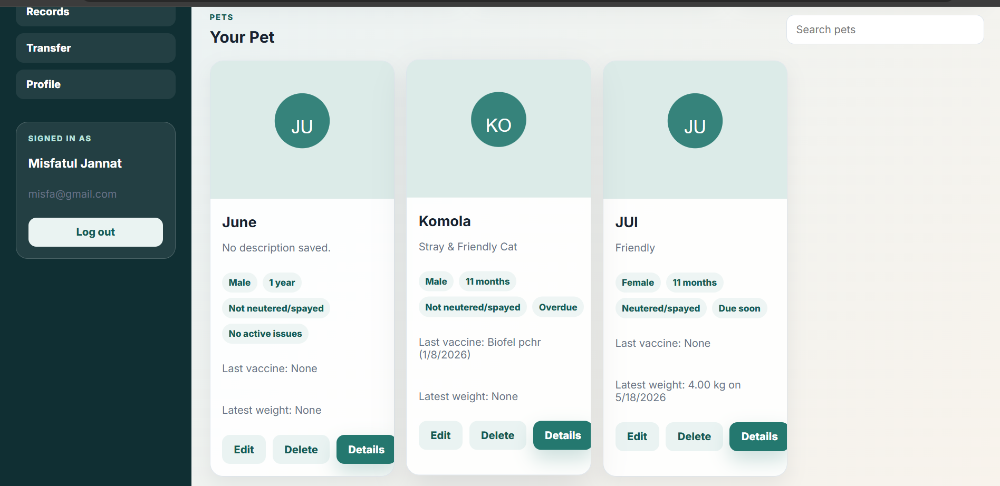 Records
Transfer
Profile
SIGNED IN AS
Misfatul Jannat
misfa@gmail.com
Log out
PETS
Your Pet
Search pets
JU
June
No description saved.
Male
1 year
Not neutered/spayed
No active issues
Last vaccine: None
Latest weight: None
Edit
Delete
Details
KO
Komola
Stray & Friendly Cat
Male
11 months
Not neutered/spayed
Overdue
Last vaccine: Biofel pchr
(1/8/2026)
Latest weight: None
Edit
Delete
Details
JU
JUI
Friendly
Female
11 months
Neutered/spayed
Due soon
Last vaccine: None
Latest weight: 4.00 kg on
5/18/2026
Edit
Delete
Details